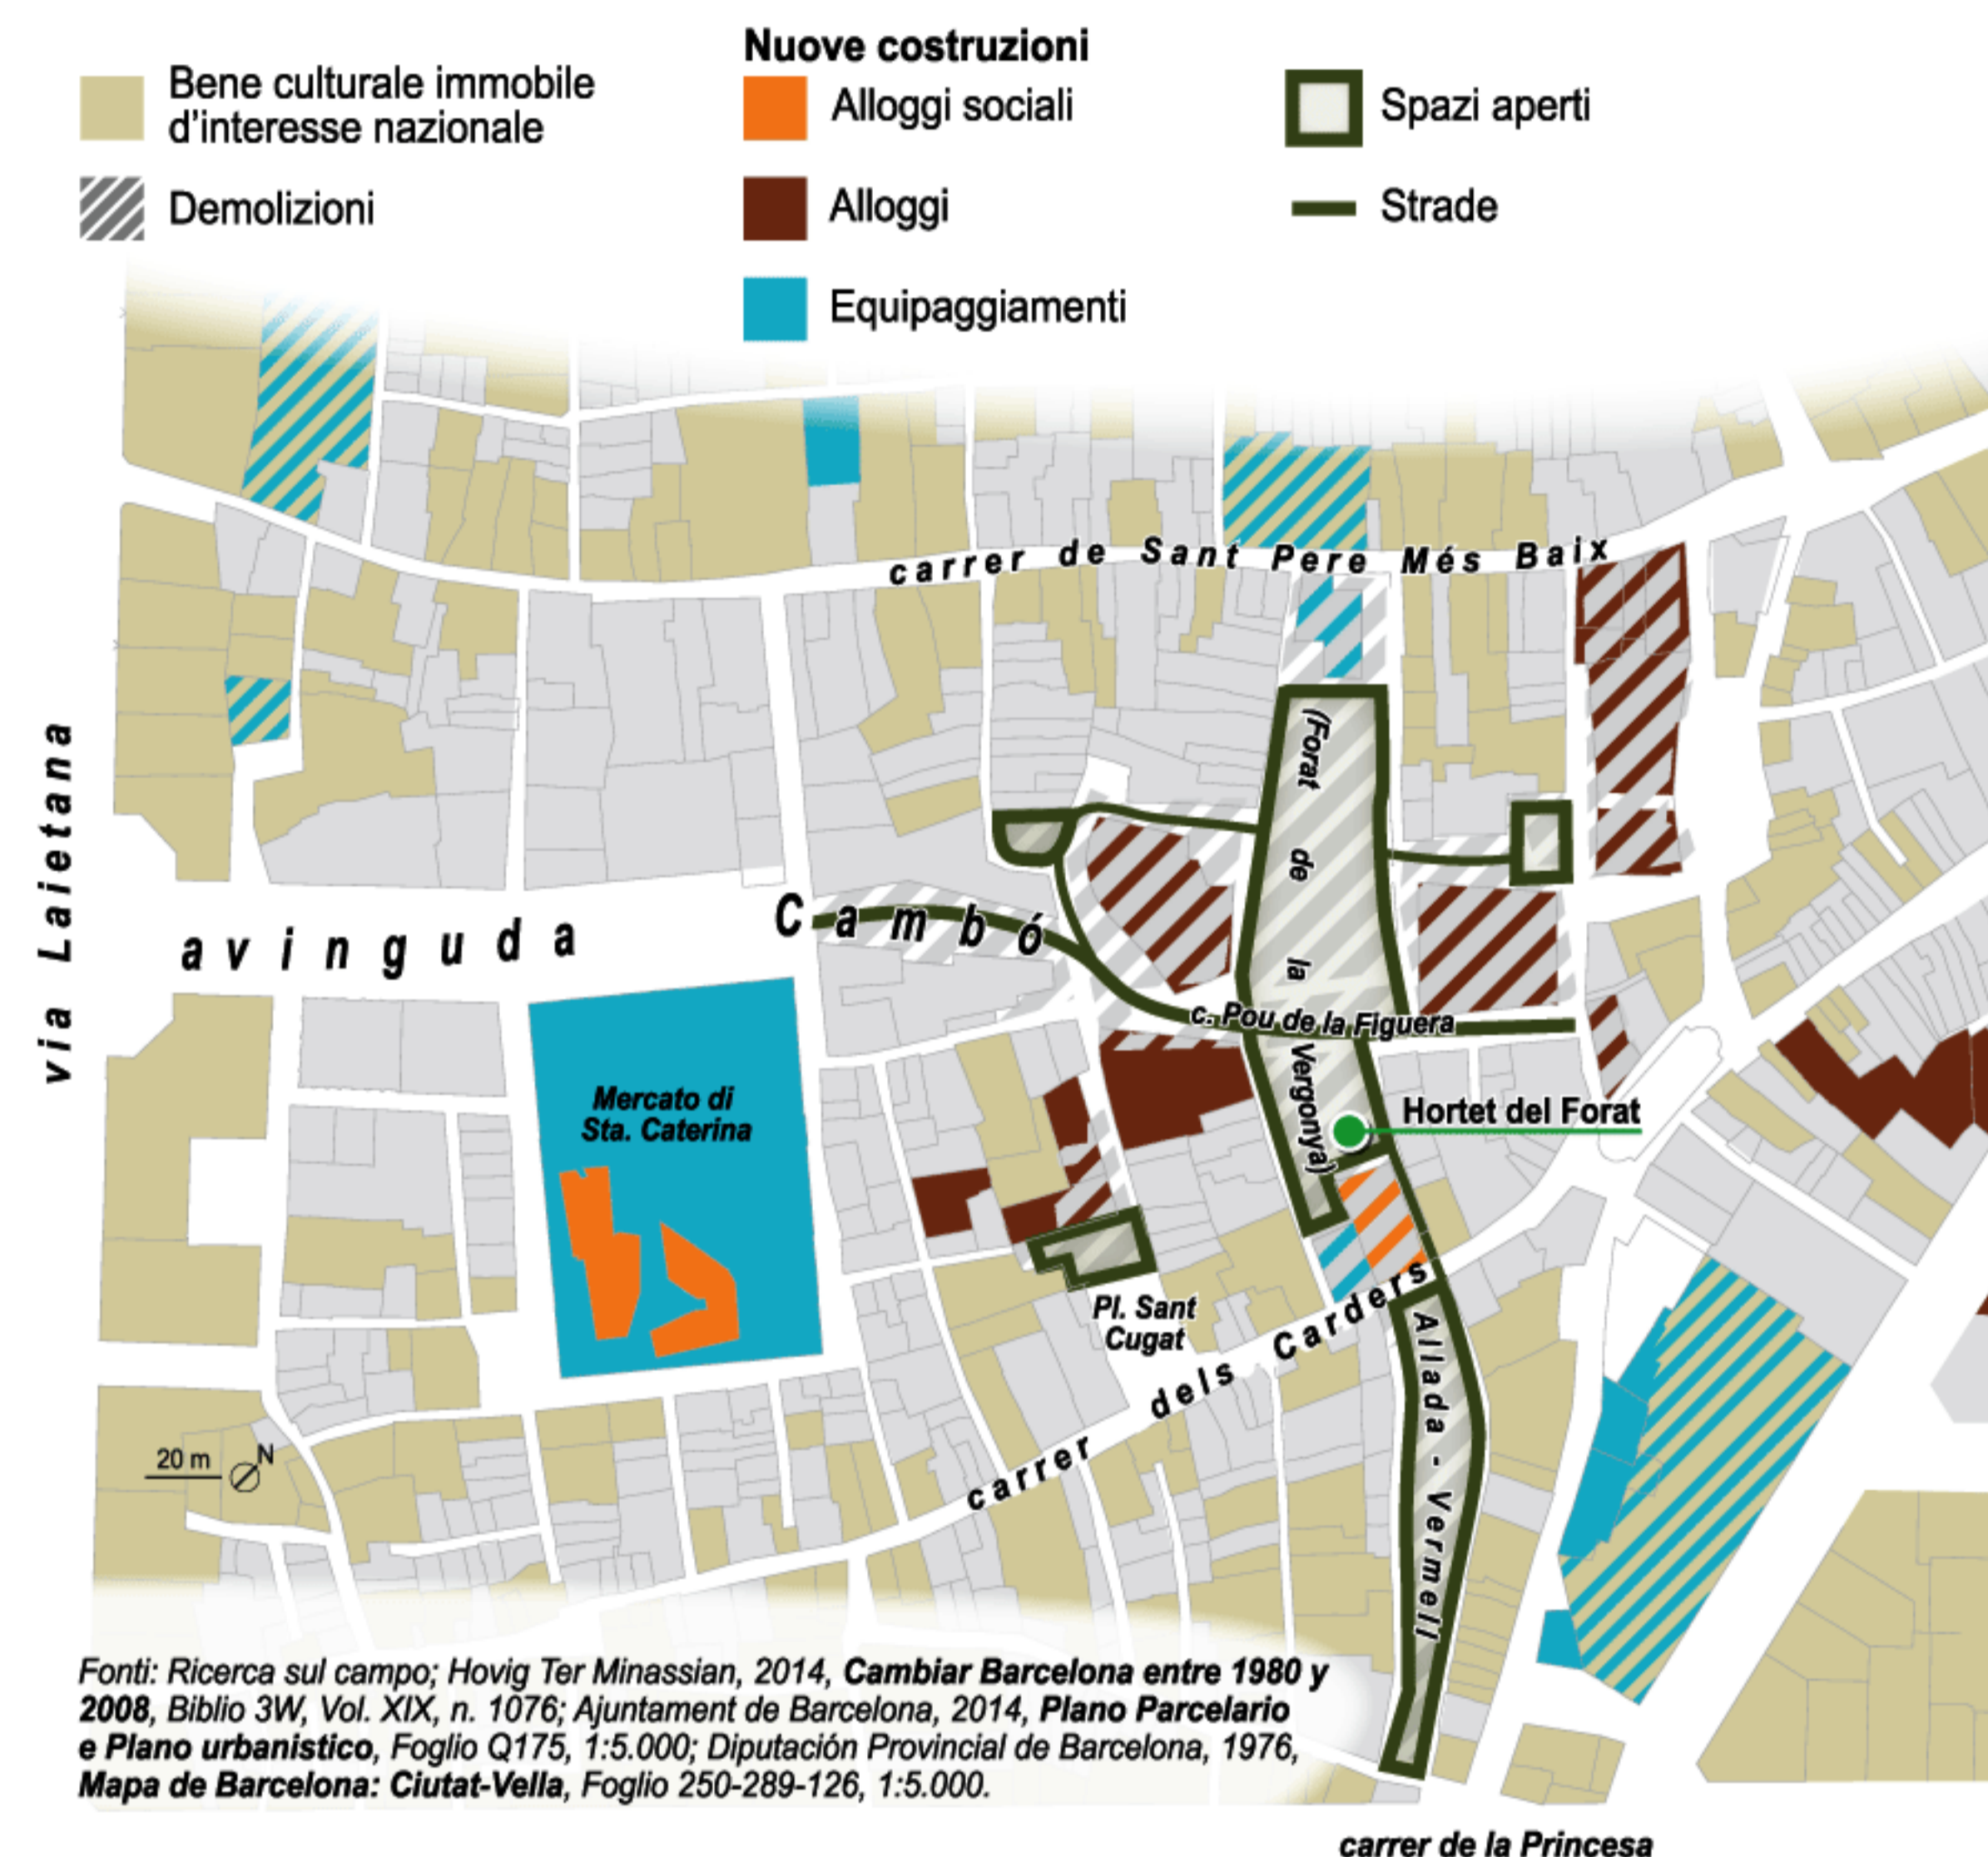 Nuove costruzioni
Bene culturale immobile
d'interesse nazionale
Demolizioni
Alloggi sociali
Alloggi
Equipaggiamenti
Spazi aperti
Strade
carrer de Sant Pere Més Baix
via Laietana
avinguda Cambó
(Forat de la Vergonya)
c. Pou de la Figuera
Hortet del Forat
Mercato di
Sta. Caterina
Pl. Sant
Cugat
carrer dels Carders
Allada - Vermell
20 m
N
Fonti: Ricerca sul campo; Hovig Ter Minassian, 2014, Cambiar Barcelona entre 1980 y
2008, Biblio 3W, Vol. XIX, n. 1076; Ajuntament de Barcelona, 2014, Plano Parcelario
e Plano urbanistico, Foglio Q175, 1:5.000; Diputación Provincial de Barcelona, 1976,
Mapa de Barcelona: Ciutat-Vella, Foglio 250-289-126, 1:5.000.
carrer de la Princesa